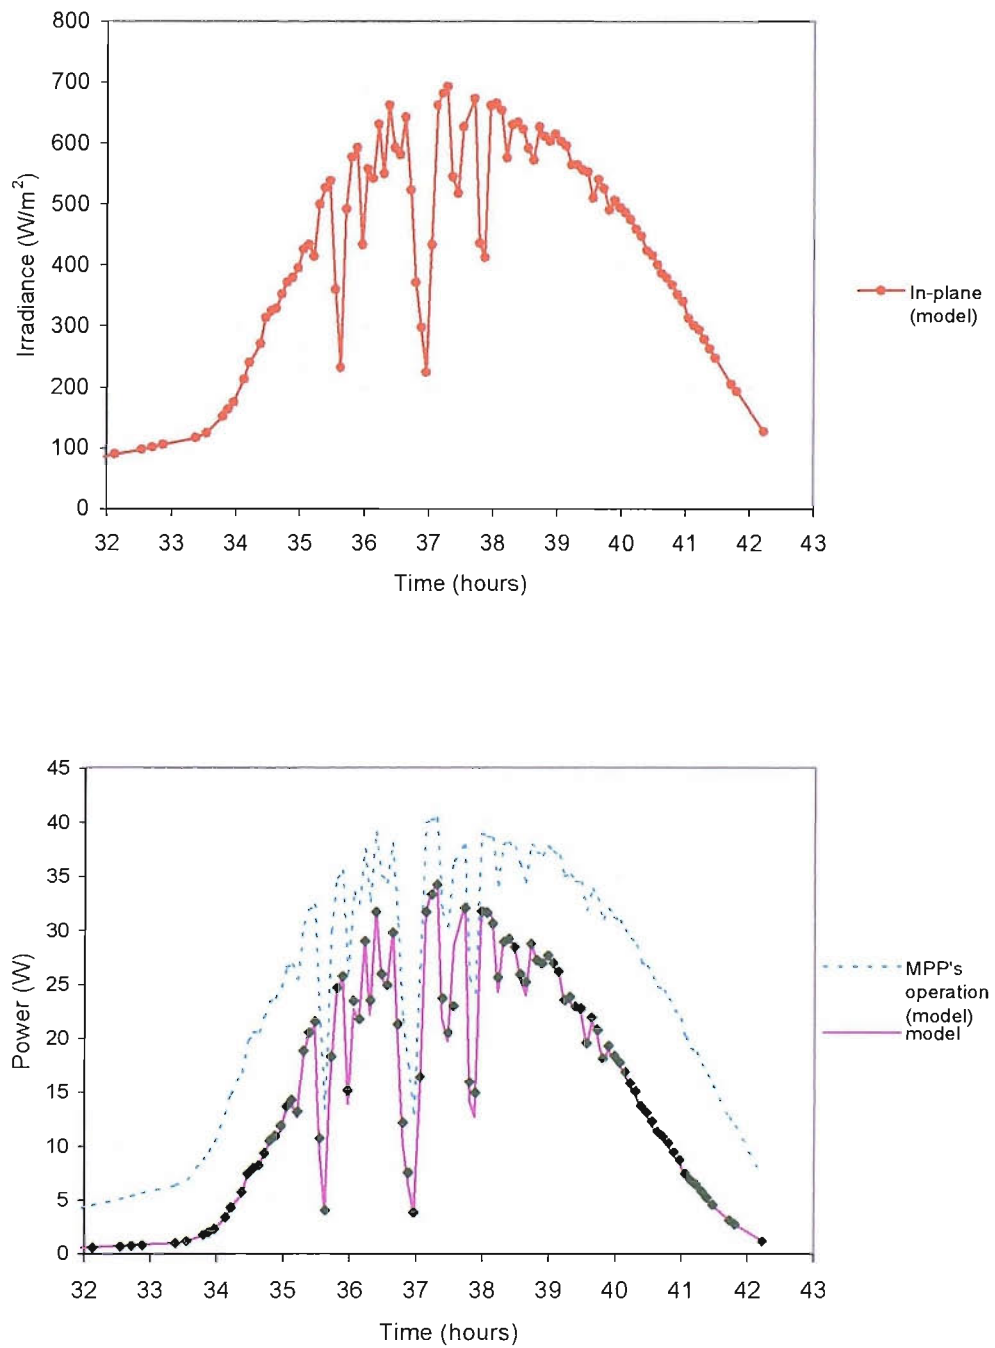 800
700
600
500
400
300
200
100
0
Irradiance (W/m²)
32 33 34 35 36 37 38 39 40 41 42 43
Time (hours)
In-plane
(model)
45
40
35
30
25
20
15
10
5
0
Power (W)
32 33 34 35 36 37 38 39 40 41 42 43
Time (hours)
MPP's
operation
(model)
model